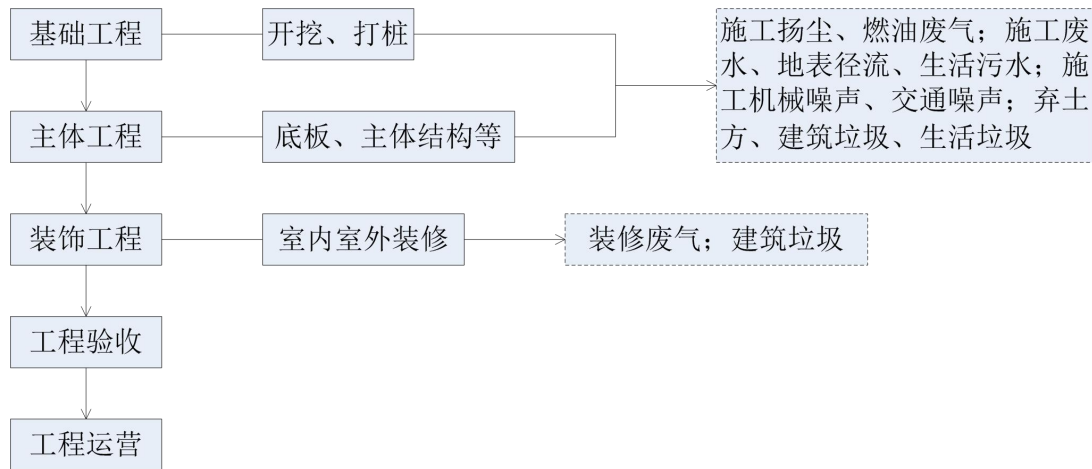 基础工程
开挖、打桩
施工扬尘、燃油废气；施工废
水、地表径流、生活污水；施
工机械噪声、交通噪声；弃土
方、建筑垃圾、生活垃圾
主体工程
底板、主体结构等
装饰工程
室内室外装修
装修废气；建筑垃圾
工程验收
工程运营